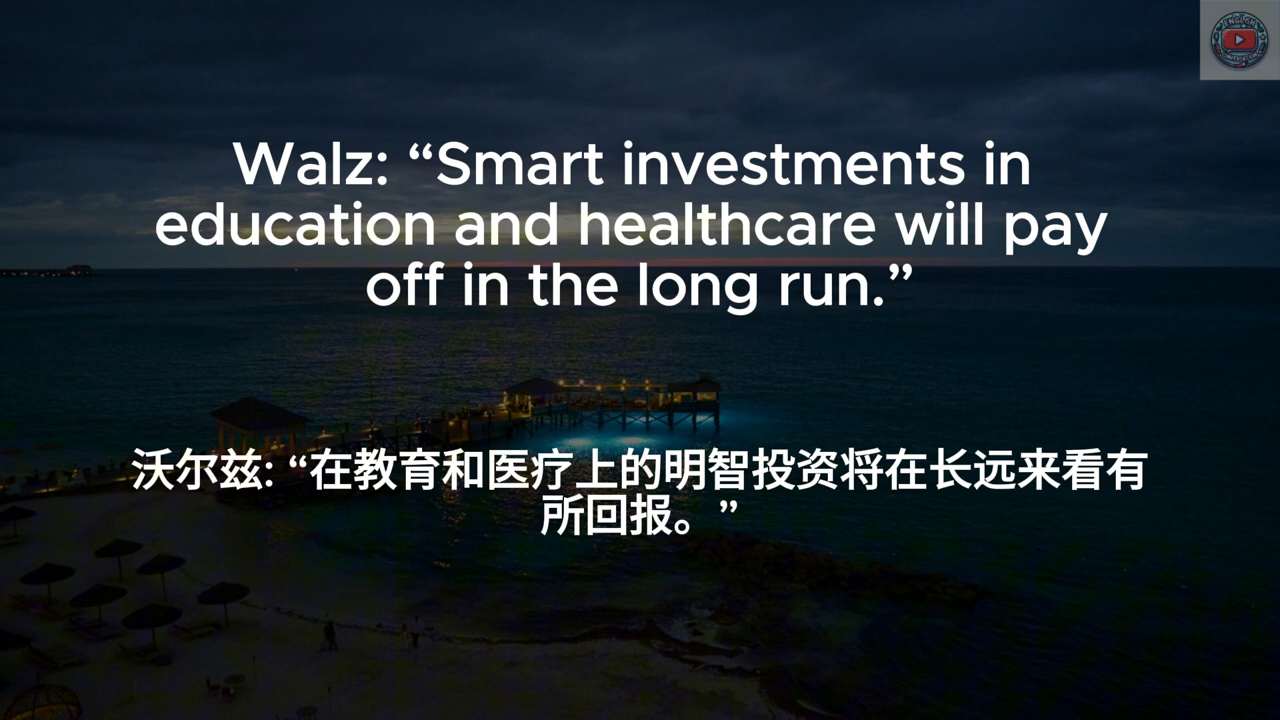 Walz: “Smart investments in
education and healthcare will pay
off in the long run.”
沃尔兹: “在教育和医疗上的明智投资将在长远来看有
所回报。”
ENGLISH